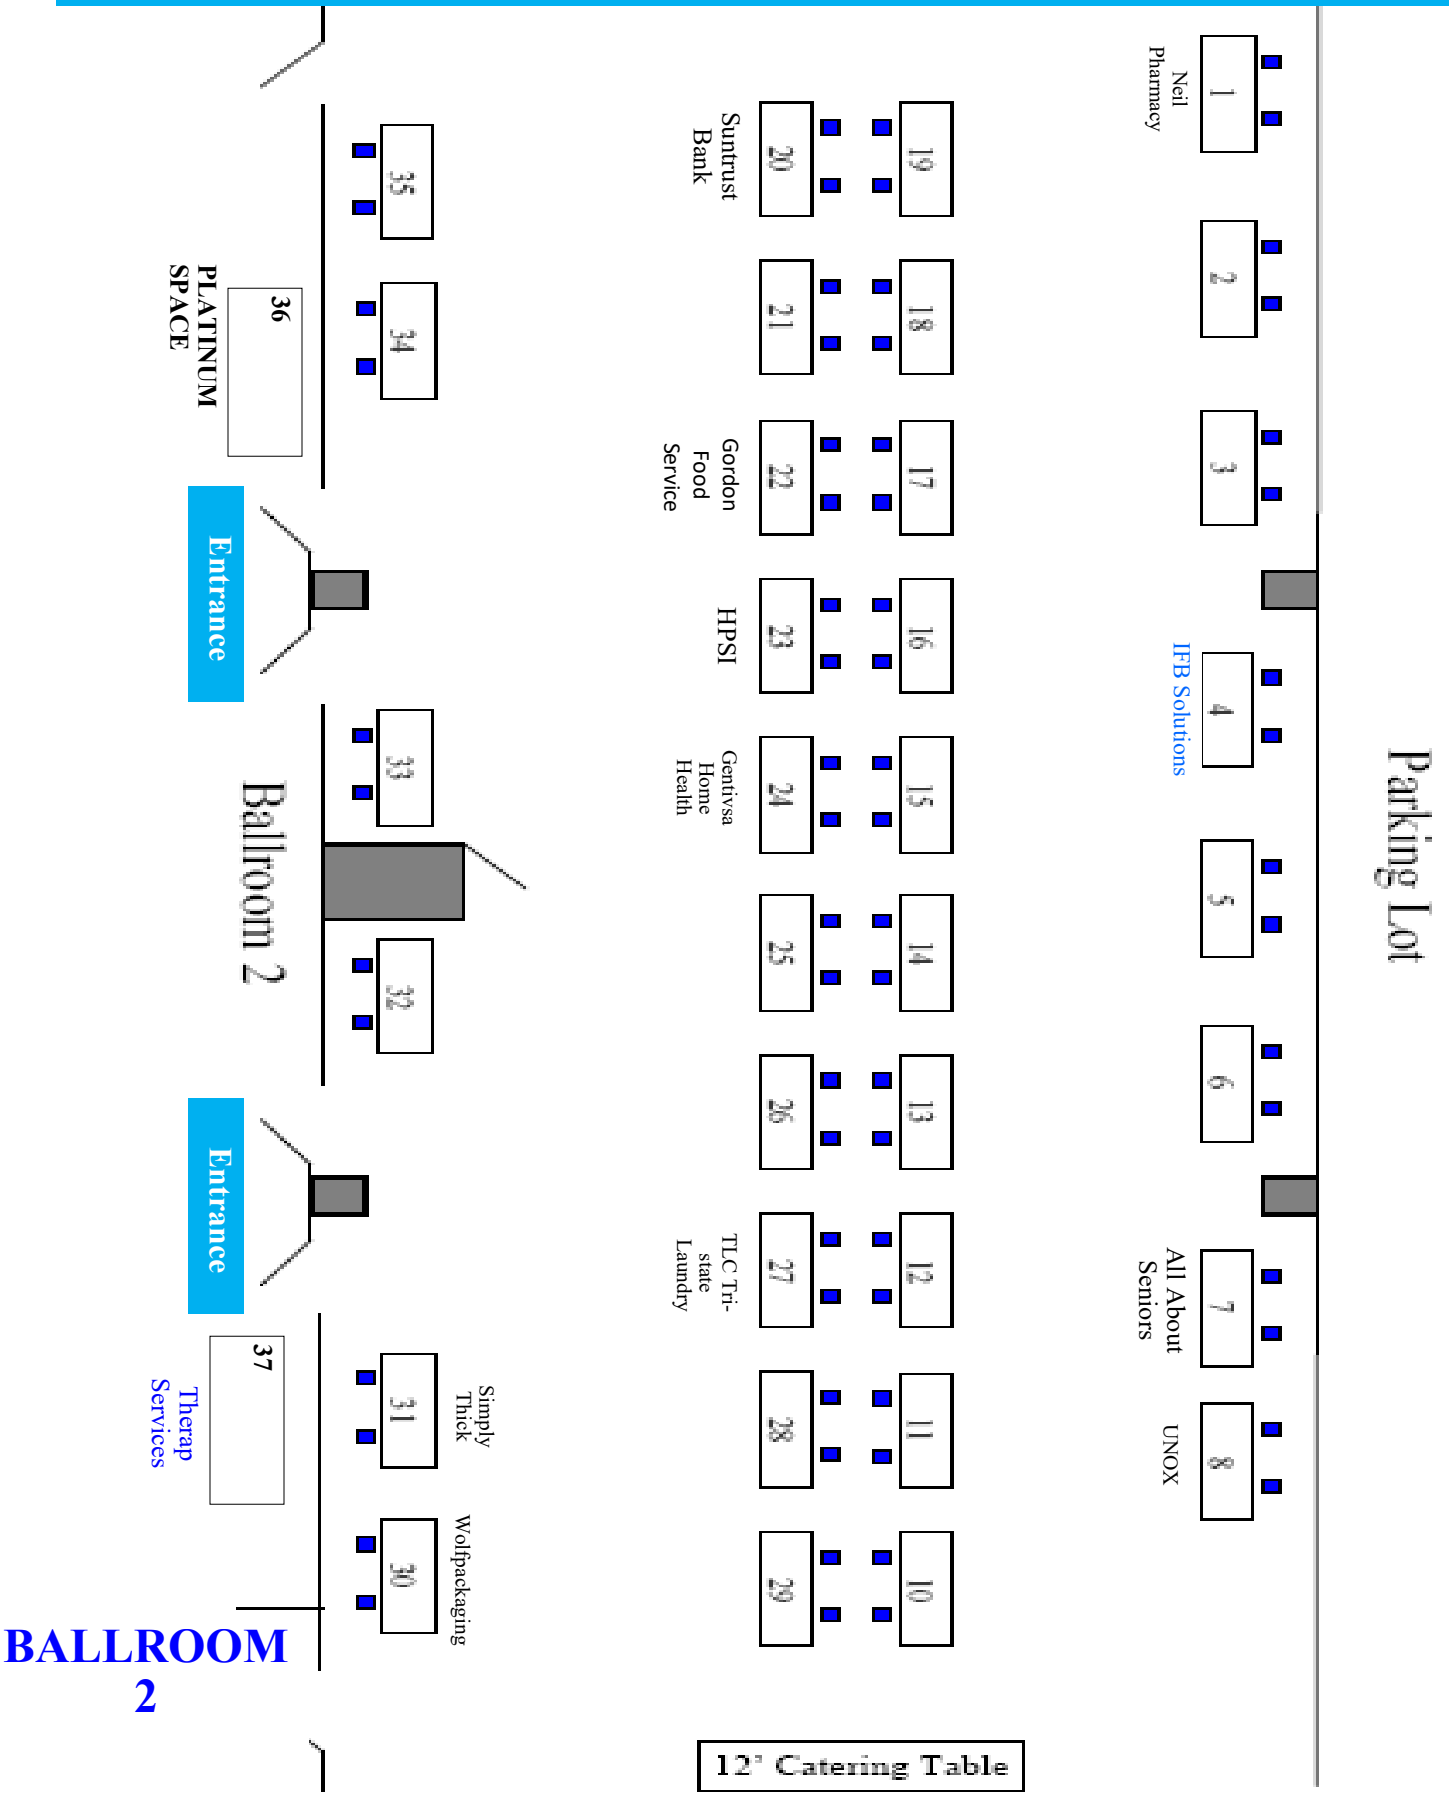 Parking Lot
1
Neil
Pharmacy
2
3
4
IFB Solutions
5
6
7
All About
Seniors
8
UNOX
19
18
17
16
15
14
13
12
11
10
20
Suntrust
Bank
21
22
Gordon
Food
Service
23
HPSI
24
Gentivsa
Home
Health
25
26
27
TLC Tri-
state
Laundry
28
29
35
34
33
32
31
Simply
Thick
30
Wolfpackaging
36
PLATINUM
SPACE
Entrance
Ballroom 2
Entrance
37
Therap
Services
BALLROOM
2
12' Catering Table